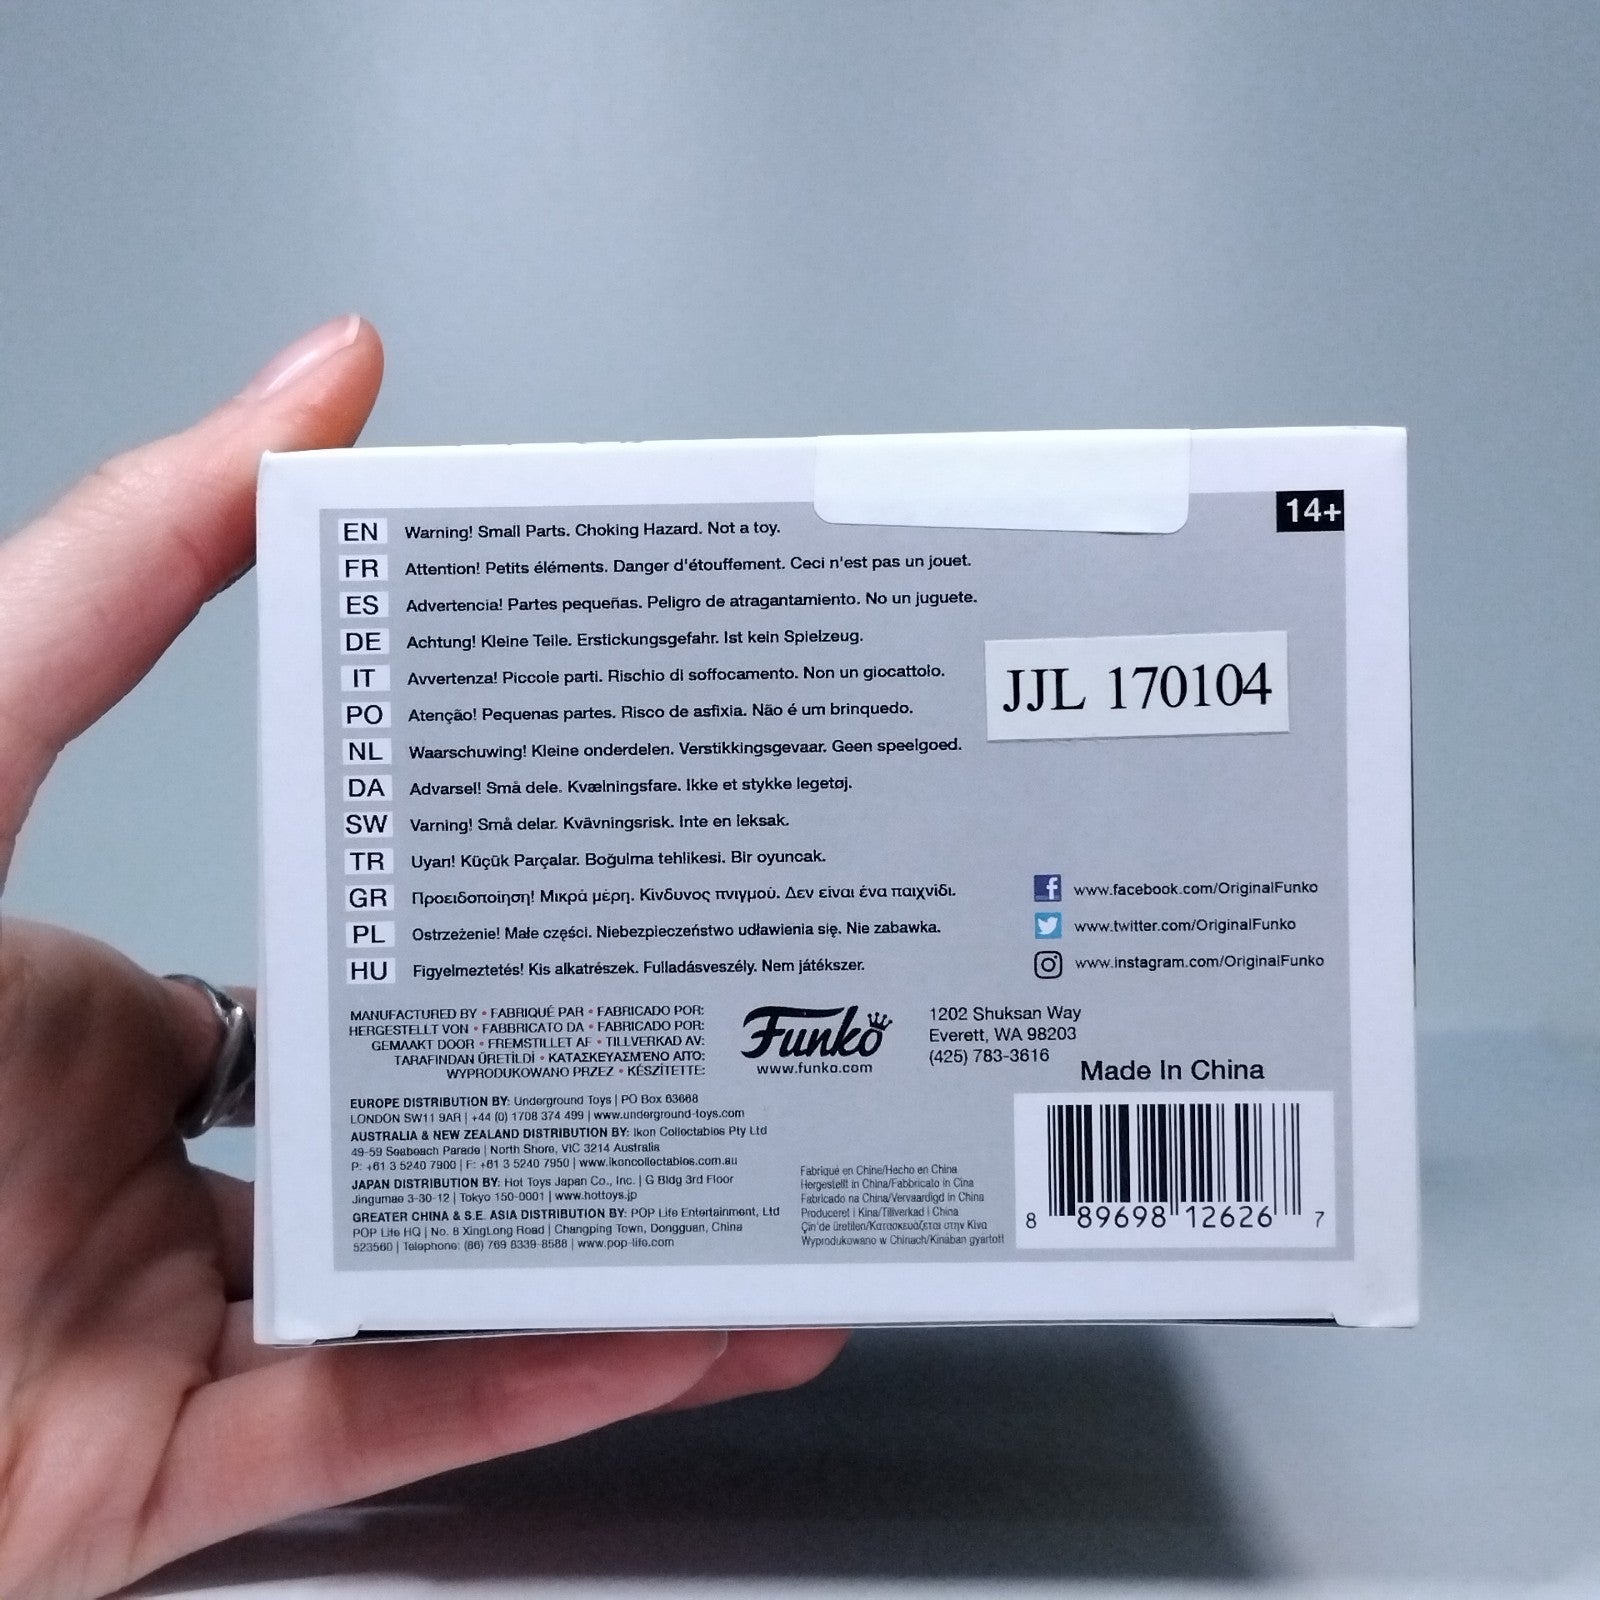 14+
EN Warning! Small Parts. Choking Hazard. Not a toy.
FR Attention! Petits éléments. Danger d'étouffement. Ceci n'est pas un jouet.
ES Advertencia! Partes pequeñas. Peligro de atragantamiento. No un juguete.
DE Achtung! Kleine Teile. Erstickungsgefahr. Ist kein Spielzeug.
IT Avvertenza! Piccole parti. Rischio di soffocamento. Non un giocattolo.
PO Atenção! Pequenas partes. Risco de asfixia. Não é um brinquedo.
NL Waarschuwing! Kleine onderdelen. Verstikkingsgevaar. Geen speelgoed.
DA Advarsel! Små dele. Kvælningsfare. Ikke et stykke legetøj.
SW Varning! Små delar. Kvävningsrisk. Inte en leksak.
TR Uyarı! Küçük Parçalar. Boğulma tehlikesi. Bir oyuncak.
GR Προειδοποίηση! Μικρά μέρη. Κίνδυνος πνιγμού. Δεν είναι ένα παιχνίδι.
PL Ostrzeżenie! Małe części. Niebezpieczeństwo udławienia się. Nie zabawka.
HU Figyelmeztetés! Kis alkatrészek. Fulladásveszély. Nem játékszer.
JJL 170104
www.facebook.com/OriginalFunko
www.twitter.com/OriginalFunko
www.instagram.com/OriginalFunko
MANUFACTURED BY • FABRIQUÉ PAR • FABRICADO POR:
HERGESTELLT VON • FABBRICATO DA • FABRICADO POR:
GEMAAKT DOOR • FREMSTILLET AF • TILLVERKAD AV:
TARAFINDAN ÜRETİLDİ • ΚΑΤΑΣΚΕΥΑΣΜΈΝΟ ΑΠΌ:
WYPRODUKOWANO PRZEZ • KÉSZÍTETTE:
Funko
www.funko.com
1202 Shuksan Way
Everett, WA 98203
(425) 783-3616
Made In China
EUROPE DISTRIBUTION BY: Underground Toys | PO Box 63668
LONDON SW11 9AR | +44 (0) 1708 374 499 | www.underground-toys.com
AUSTRALIA & NEW ZEALAND DISTRIBUTION BY: Ikon Collectables Pty Ltd
49-59 Seabeach Parade | North Shore, VIC 3214 Australia
P: +61 3 5240 7900 | F: +61 3 5240 7950 | www.ikoncollectables.com.au
JAPAN DISTRIBUTION BY: Hot Toys Japan Co., Inc. | G Bldg 3rd Floor
Jingumae 3-30-12 | Tokyo 150-0001 | www.hottoys.jp
GREATER CHINA & S.E. ASIA DISTRIBUTION BY: POP Life Entertainment, Ltd
POP Life HQ | No. 8 XingLong Road | Changping Town, Dongguan, China
523560 | Telephone: (86) 769 8339-8588 | www.pop-life.com
Fabriqué en Chine/Hecho en China
Hergestellt in China/Fabbricato in Cina
Fabricado na China/Vervaardigd in China
Produceret i Kina/Tillverkad i China
Çin'de üretilen/Κατασκευάζεται στην Κίνα
Wyprodukowano w Chinach/Kínában gyártott
8 89698 12626 7